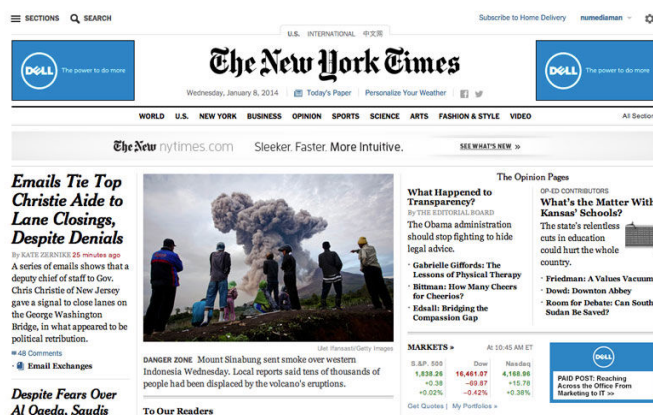 SECTIONS SEARCH
Subscribe to Home Delivery numediaman
U.S. INTERNATIONAL 中文网
DELL The power to do more
The New York Times
DELL The power to do more
Wednesday, January 8, 2014 Today's Paper Personalize Your Weather
WORLD U.S. NEW YORK BUSINESS OPINION SPORTS SCIENCE ARTS FASHION & STYLE VIDEO All Section
The New nytimes.com Sleeker. Faster. More Intuitive. SEE WHAT'S NEW »
Emails Tie Top
Christie Aide to
Lane Closings,
Despite Denials
By KATE ZERNIKE 25 minutes ago
A series of emails shows that a
deputy chief of staff to Gov.
Chris Christie of New Jersey
gave a signal to close lanes on
the George Washington
Bridge, in what appeared to be
political retribution.
48 Comments
Email Exchanges
Despite Fears Over
Al Qaeda, Saudis
Ulet Ifansasti/Getty Images
DANGER ZONE Mount Sinabung sent smoke over western
Indonesia Wednesday. Local reports said tens of thousands of
people had been displaced by the volcano's eruptions.
To Our Readers
The Opinion Pages
What Happened to
Transparency?
By THE EDITORIAL BOARD
The Obama administration
should stop fighting to hide
legal advice.
· Gabrielle Giffords: The
Lessons of Physical Therapy
· Bittman: How Many Cheers
for Cheerios?
· Edsall: Bridging the
Compassion Gap
OP-ED CONTRIBUTORS
What's the Matter With
Kansas' Schools?
The state's relentless
cuts in education
could hurt the whole
country.
· Friedman: A Values Vacuum
· Dowd: Downton Abbey
· Room for Debate: Can South
Sudan Be Saved?
MARKETS » At 10:45 AM ET
S.&P. 500 Dow Nasdaq
1,838.26 16,461.07 4,168.96
+0.38 -69.87 +15.78
+0.02% -0.42% +0.38%
Get Quotes | My Portfolios »
DELL
PAID POST: Reaching
Across the Office From
Marketing to IT >>